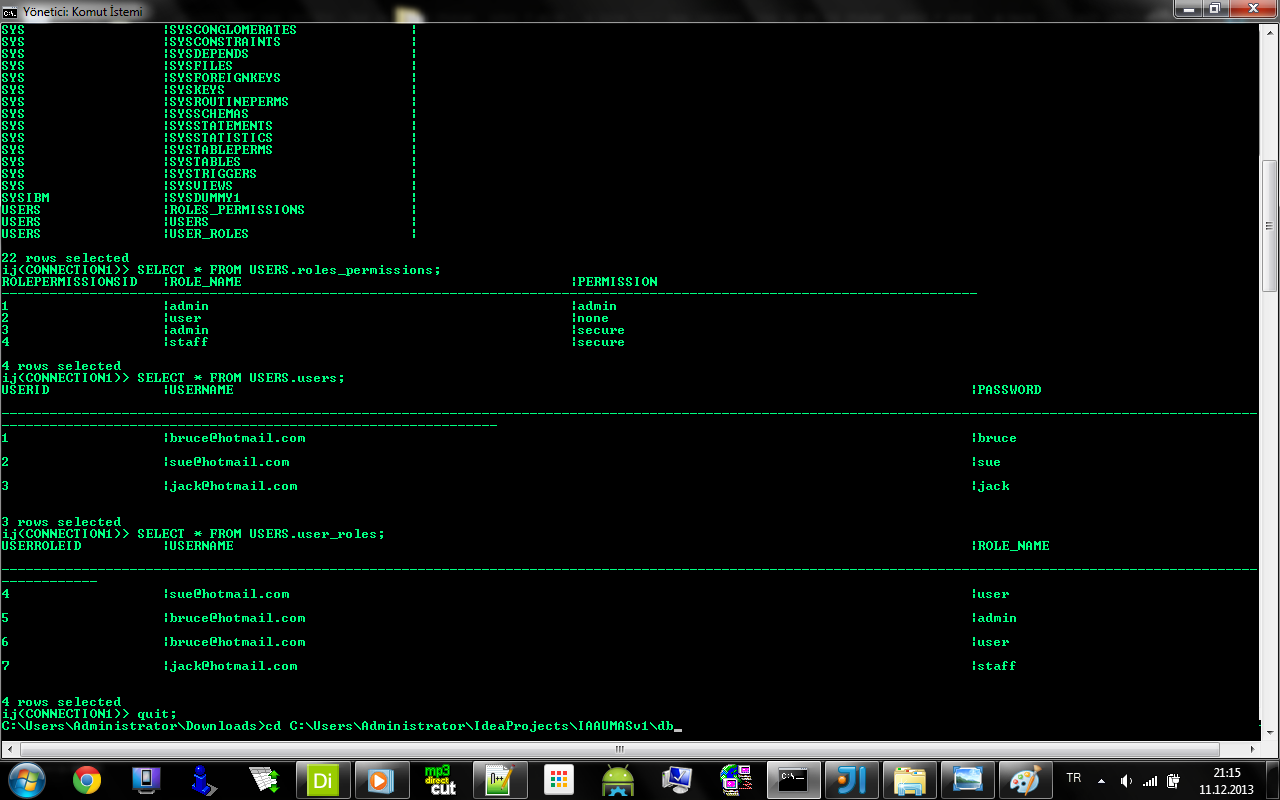 Yönetici: Komut İstemi
SYS |SYSCONGLOMERATES |
SYS |SYSCONSTRAINTS |
SYS |SYSDEPENDS |
SYS |SYSFILES |
SYS |SYSFOREIGNKEYS |
SYS |SYSKEYS |
SYS |SYSROUTINEPERMS |
SYS |SYSSCHEMAS |
SYS |SYSSTATEMENTS |
SYS |SYSSTATISTICS |
SYS |SYSTABLEPERMS |
SYS |SYSTABLES |
SYS |SYSTRIGGERS |
SYS |SYSVIEWS |
SYSIBM |SYSDUMMY1 |
USERS |ROLES_PERMISSIONS |
USERS |USERS |
USERS |USER_ROLES |
22 rows selected
ij(CONNECTION1)> SELECT * FROM USERS.roles_permissions;
ROLEPERMISSIONSID |ROLE_NAME |PERMISSION
1 |admin |admin
2 |user |none
3 |admin |secure
4 |staff |secure
4 rows selected
ij(CONNECTION1)> SELECT * FROM USERS.users;
USERID |USERNAME |PASSWORD
1 |bruce@hotmail.com |bruce
2 |sue@hotmail.com |sue
3 |jack@hotmail.com |jack
3 rows selected
ij(CONNECTION1)> SELECT * FROM USERS.user_roles;
USERROLEID |USERNAME |ROLE_NAME
4 |sue@hotmail.com |user
5 |bruce@hotmail.com |admin
6 |bruce@hotmail.com |user
7 |jack@hotmail.com |staff
4 rows selected
ij(CONNECTION1)> quit;
C:\Users\Administrator\Downloads>cd C:\Users\Administrator\IdeaProjects\IAAUMASv1\db_
Di
mp3
direct
cut
TR
21:15
11.12.2013